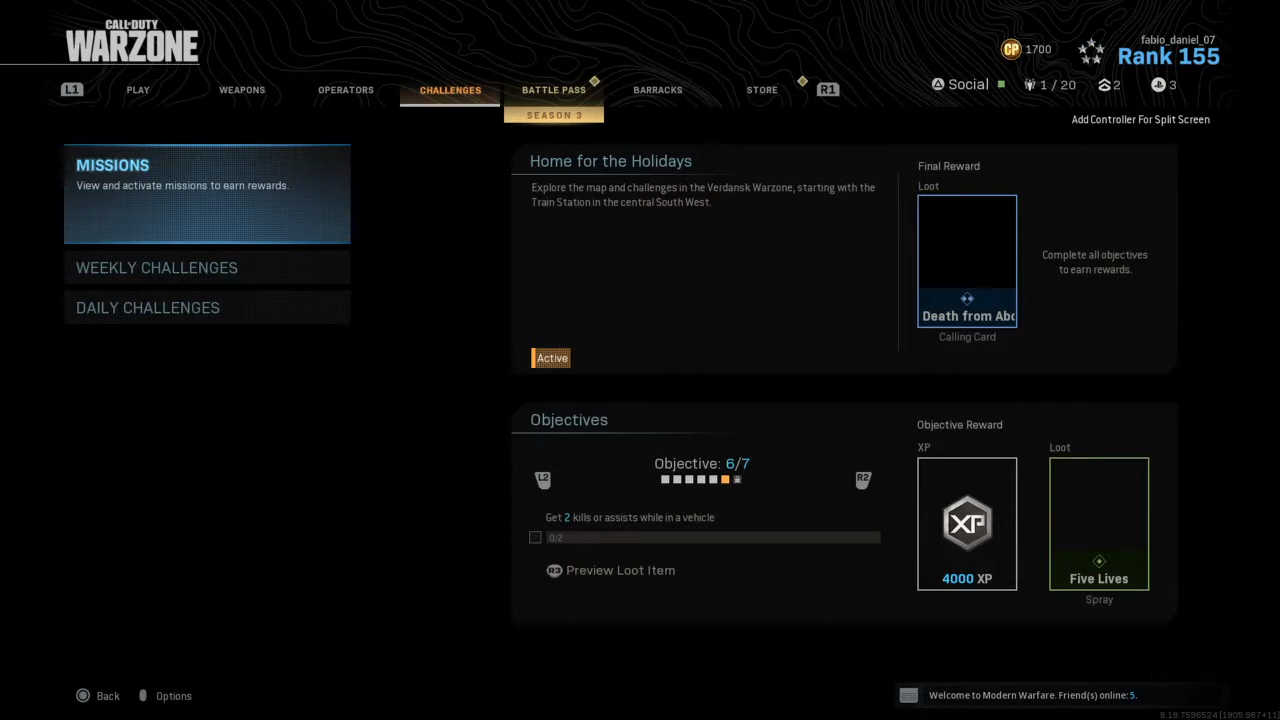 CALL OF DUTY
WARZONE
CP 1700
fabio_daniel_07
Rank 155
L1 PLAY WEAPONS OPERATORS CHALLENGES BATTLE PASS BARRACKS STORE R1
SEASON 3
Social 1 / 20 2 3
Add Controller For Split Screen
MISSIONS
View and activate missions to earn rewards.
WEEKLY CHALLENGES
DAILY CHALLENGES
Home for the Holidays
Explore the map and challenges in the Verdansk Warzone, starting with the
Train Station in the central South West.
Active
Final Reward
Loot
Death from Abo
Calling Card
Complete all objectives
to earn rewards.
Objectives
L2 Objective: 6/7 R2
Get 2 kills or assists while in a vehicle
0/2
R3 Preview Loot Item
Objective Reward
XP Loot
XP
4000 XP
Five Lives
Spray
Back Options
Welcome to Modern Warfare. Friend(s) online: 5.